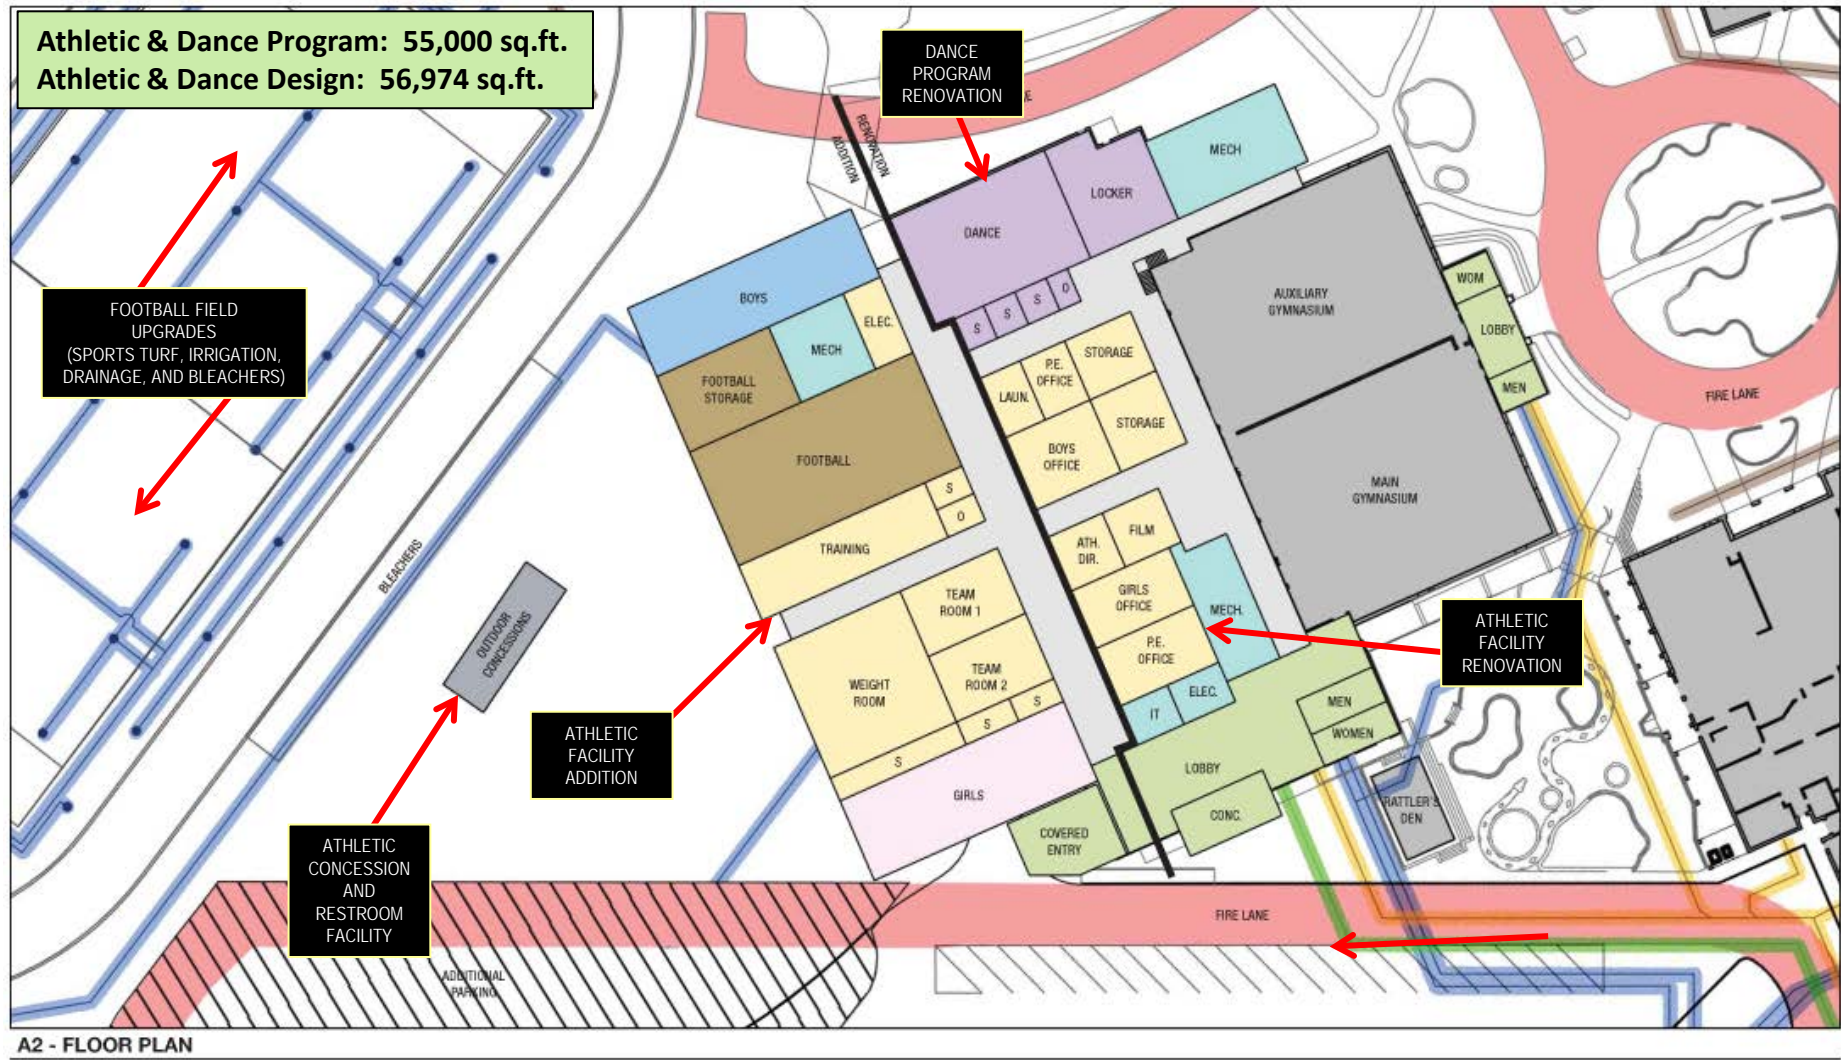 Athletic & Dance Program:  55,000 sq.ft.
Athletic & Dance Design:  56,974 sq.ft.
DANCE
PROGRAM
RENOVATION
RENOVATION
ADDITION
MECH
LOCKER
DANCE
S
S
S
O
BOYS
MECH
ELEC.
FOOTBALL
STORAGE
FOOTBALL
S
O
TRAINING
LAUN.
P.E.
OFFICE
STORAGE
STORAGE
BOYS
OFFICE
AUXILIARY
GYMNASIUM
MAIN
GYMNASIUM
WOM
LOBBY
MEN
FIRE LANE
FOOTBALL FIELD
UPGRADES
(SPORTS TURF, IRRIGATION,
DRAINAGE, AND BLEACHERS)
BLEACHERS
OUTDOOR
CONCESSIONS
ATH.
DIR.
FILM
GIRLS
OFFICE
MECH.
P.E.
OFFICE
IT
ELEC.
TEAM
ROOM 1
TEAM
ROOM 2
WEIGHT
ROOM
S
S
S
GIRLS
MEN
WOMEN
LOBBY
CONC.
COVERED
ENTRY
RATTLER'S
DEN
ATHLETIC
FACILITY
RENOVATION
ATHLETIC
FACILITY
ADDITION
ATHLETIC
CONCESSION
AND
RESTROOM
FACILITY
FIRE LANE
ADDITIONAL
PARKING
A2 - FLOOR PLAN